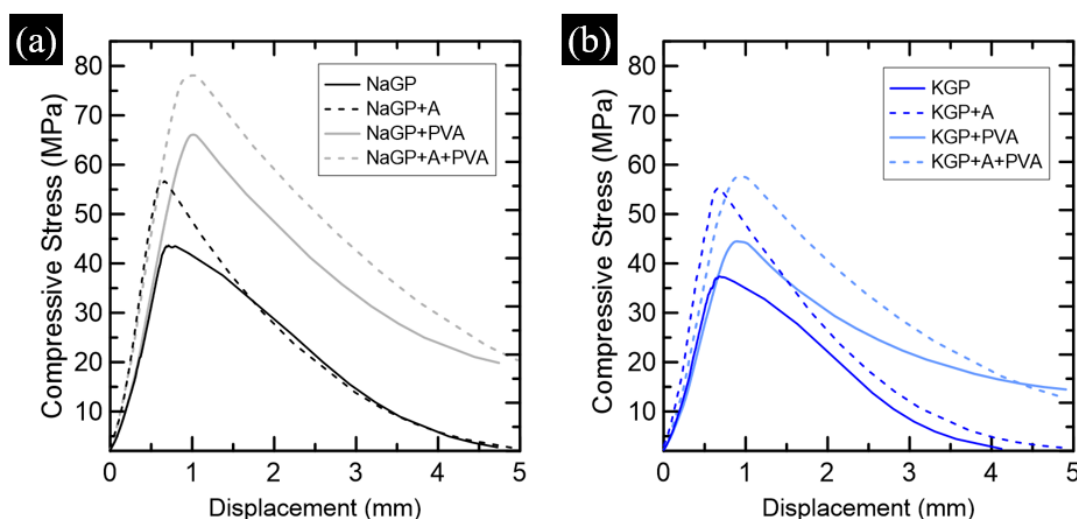 (a)
Compressive Stress (MPa)
80
70
60
50
40
30
20
10
NaGP
NaGP+A
NaGP+PVA
NaGP+A+PVA
0 1 2 3 4 5
Displacement (mm)
(b)
Compressive Stress (MPa)
80
70
60
50
40
30
20
10
KGP
KGP+A
KGP+PVA
KGP+A+PVA
0 1 2 3 4 5
Displacement (mm)